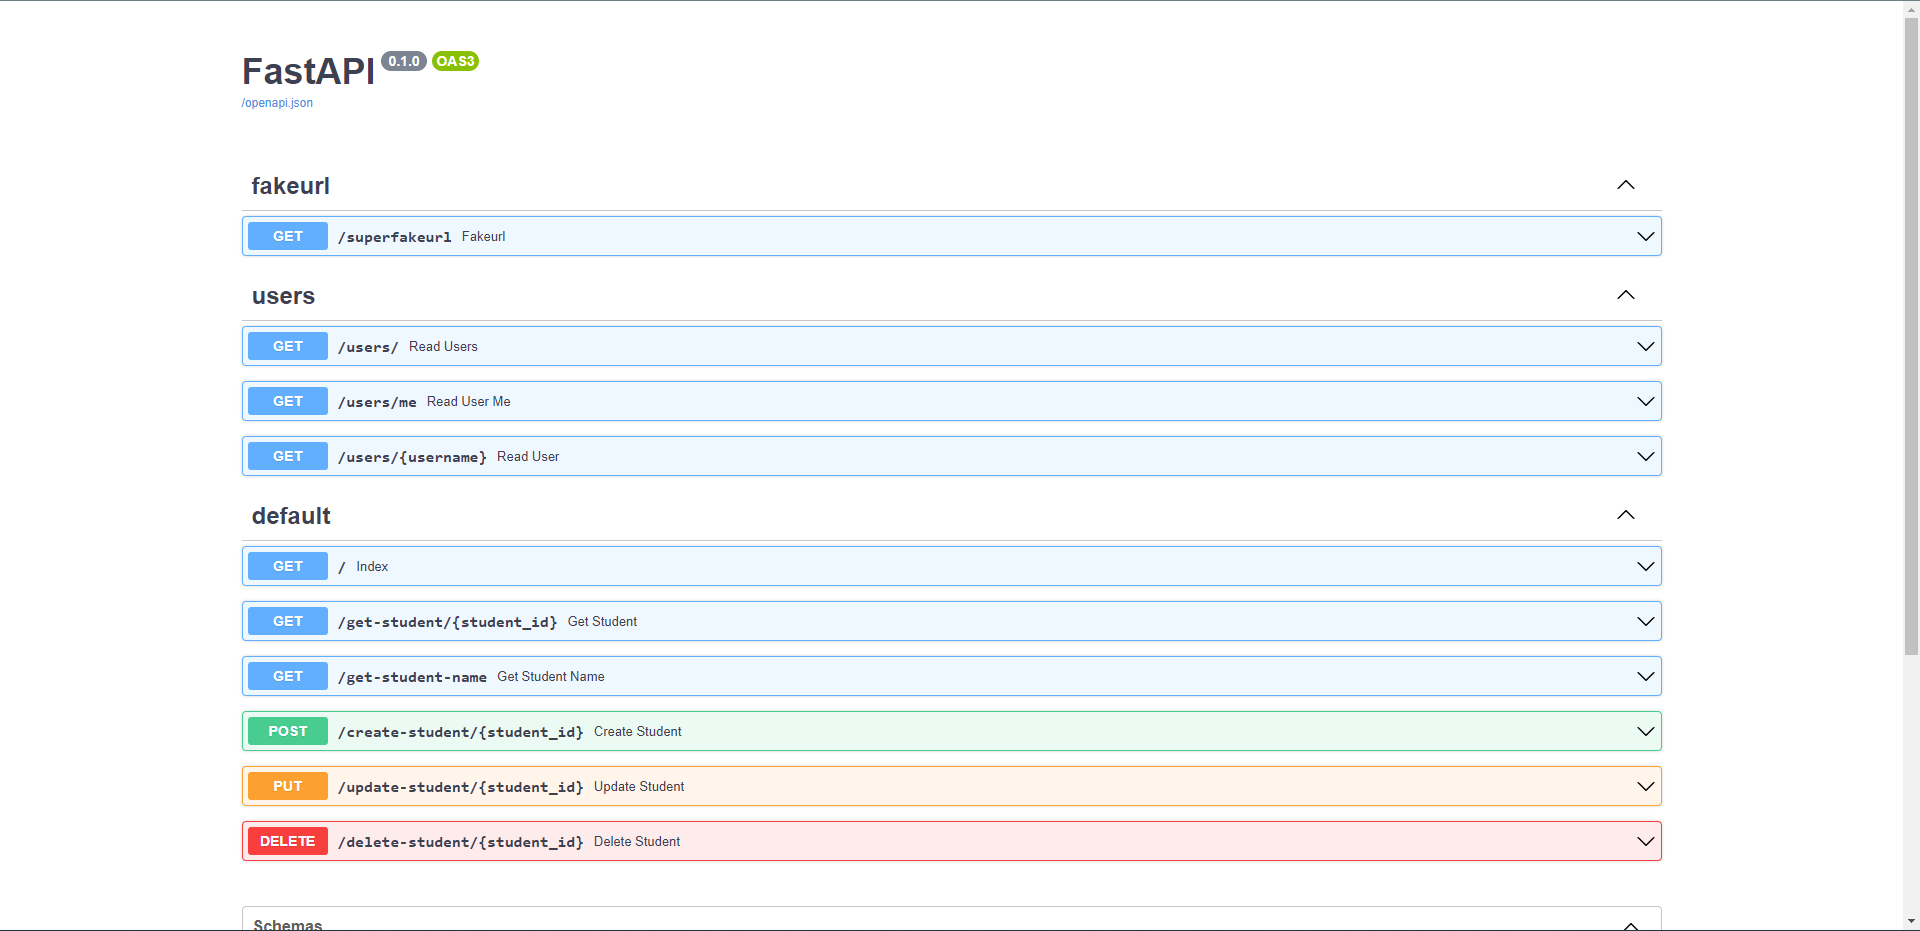 FastAPI 0.1.0 OAS3
/openapi.json
fakeurl
GET /superfakeurl Fakeurl
users
GET /users/ Read Users
GET /users/me Read User Me
GET /users/{username} Read User
default
GET / Index
GET /get-student/{student_id} Get Student
GET /get-student-name Get Student Name
POST /create-student/{student_id} Create Student
PUT /update-student/{student_id} Update Student
DELETE /delete-student/{student_id} Delete Student
Schemas